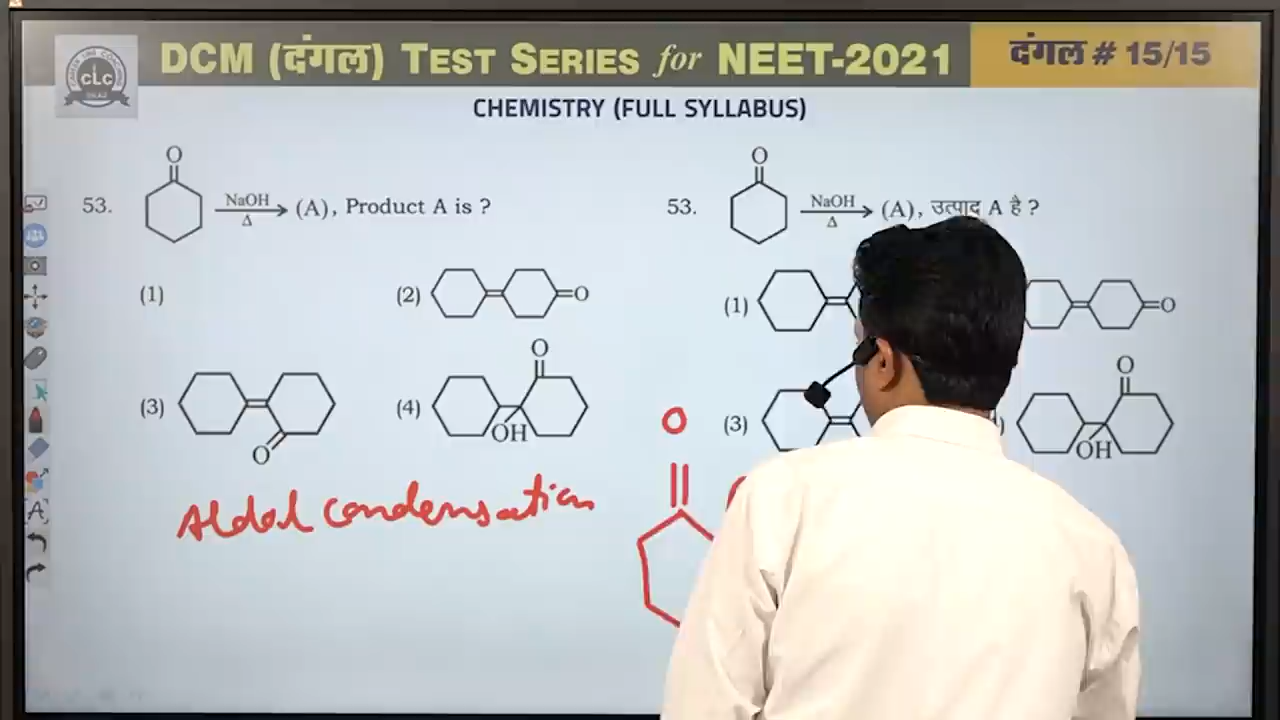 CLC
DCM (दंगल) TEST SERIES for NEET-2021
दंगल # 15/15
CHEMISTRY (FULL SYLLABUS)
53. O NaOH Δ (A), Product A is ?
(1)
(2) O
(3) O
(4) O OH
Aldol condensation
53. O NaOH Δ (A), उत्पाद A है ?
(1)
O
(3)
O OH
O